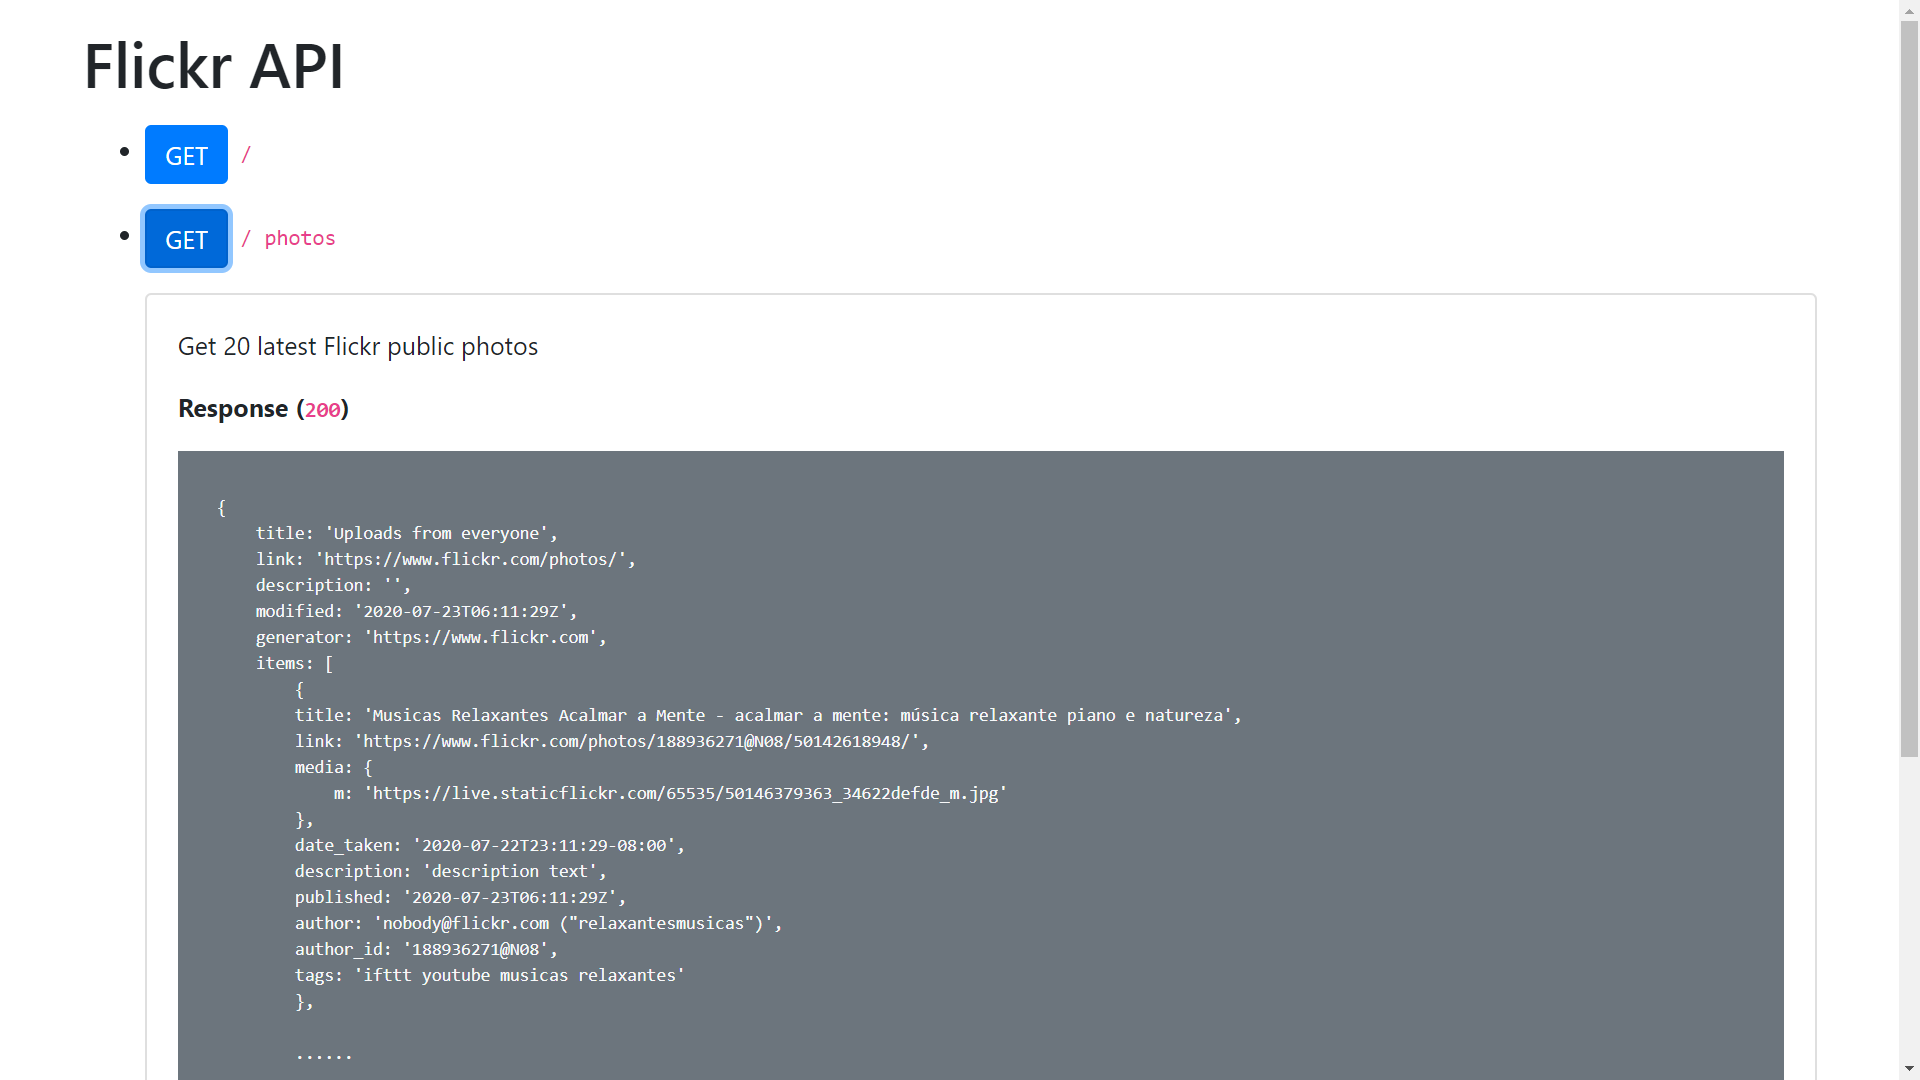 Flickr API
GET /
GET / photos
Get 20 latest Flickr public photos
Response (200)
{
title: 'Uploads from everyone',
link: 'https://www.flickr.com/photos/',
description: '',
modified: '2020-07-23T06:11:29Z',
generator: 'https://www.flickr.com',
items: [
{
title: 'Musicas Relaxantes Acalmar a Mente - acalmar a mente: música relaxante piano e natureza',
link: 'https://www.flickr.com/photos/188936271@N08/50142618948/',
media: {
m: 'https://live.staticflickr.com/65535/50146379363_34622defde_m.jpg'
},
date_taken: '2020-07-22T23:11:29-08:00',
description: 'description text',
published: '2020-07-23T06:11:29Z',
author: 'nobody@flickr.com ("relaxantesmusicas")',
author_id: '188936271@N08',
tags: 'ifttt youtube musicas relaxantes'
},
......